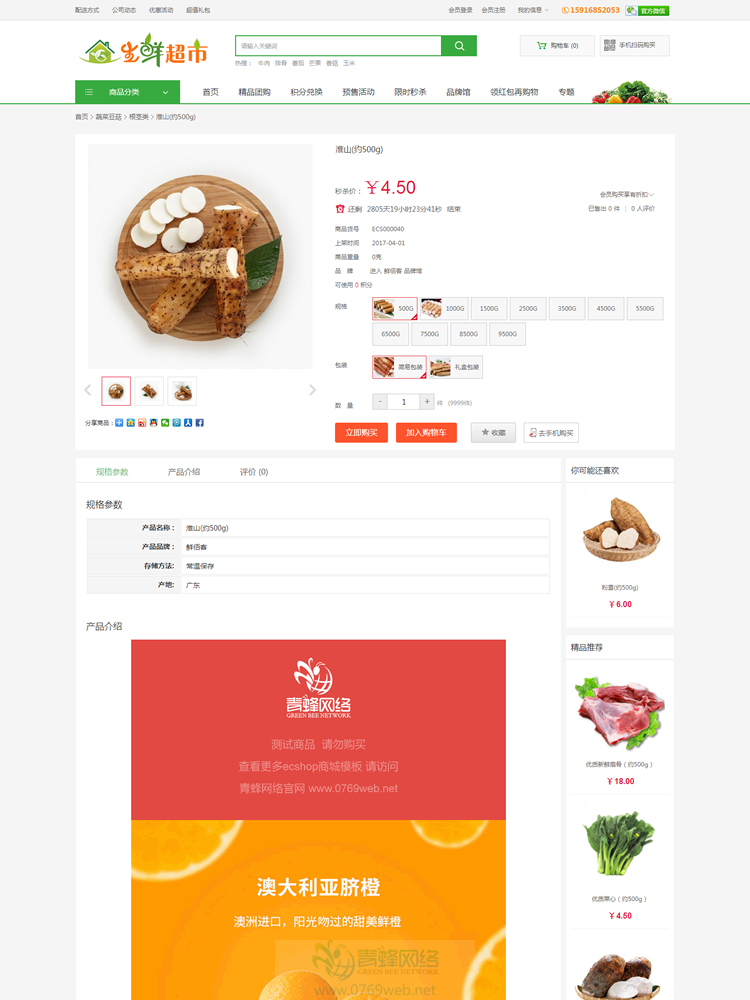 配送方式 公司动态 优惠活动 超值礼包
会员登录 会员注册 我的信息 15916852053 官方微信
生鲜超市
请输入关键词
购物车 (0) 手机扫码购买
热搜： 牛肉 排骨 番茄 芒果 香菇 玉米
商品分类 首页 精品团购 积分兑换 预售活动 限时秒杀 品牌馆 领红包再购物 专题
首页 > 蔬菜豆菇 > 根茎类 > 淮山(约500g)
淮山(约500g)
秒杀价： ￥4.50
会员购买享有折扣
还剩 2805天19小时23分41秒 结束
已售出 0 件 | 0 人评价
商品货号 ECS000040
上架时间 2017-04-01
商品重量 0克
品 牌 进入 鲜佰客 品牌馆
可使用 0 积分
规格 500G 1000G 1500G 2500G 3500G 4500G 5500G
6500G 7500G 8500G 9500G
包装 简易包装 礼盒包装
数 量 - 1 + 件 (9999件)
分享商品：
立即购买 加入购物车 ★收藏 去手机购买
规格参数 产品介绍 评价 (0)
规格参数
产品名称： 淮山(约500g)
产品品牌： 鲜佰客
存储方法: 常温保存
产地: 广东
产品介绍
青蜂网络
GREEN BEE NETWORK
测试商品 请勿购买
查看更多ecshop商城模板 请访问
青蜂网络官网 www.0769web.net
澳大利亚脐橙
澳洲进口，阳光吻过的甜美鲜橙
青蜂网络
GREEN BEE NETWORK
www.0769web.net
你可能还喜欢
粉葛(约500g)
￥6.00
精品推荐
优质新鲜扇骨（约500g）
￥18.00
优质菜心（约500g）
￥4.50